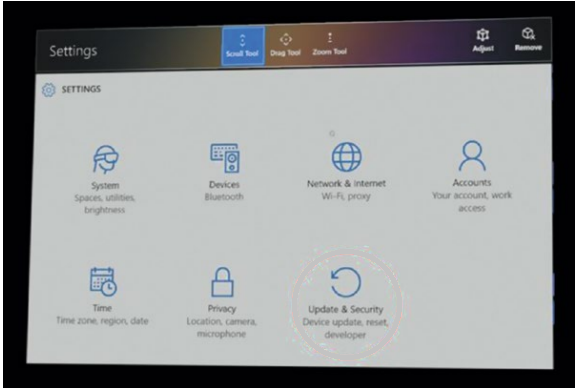 Settings
Scroll Tool
Drag Tool
Zoom Tool
Adjust
Remove
SETTINGS
System
Spaces, utilities,
brightness
Devices
Bluetooth
Network & Internet
Wi-Fi, proxy
Accounts
Your account, work
access
Time
Time zone, region, date
Privacy
Location, camera,
microphone
Update & Security
Device update, reset,
developer